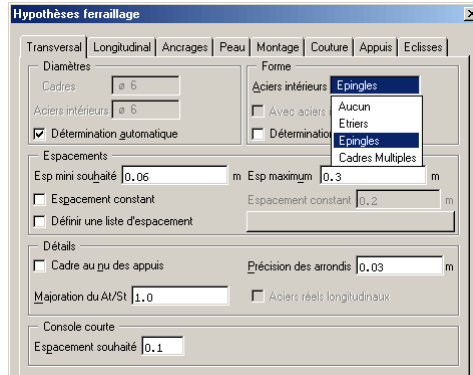 Hypothèses ferraillage
Transversal Longitudinal Ancrages Peau Montage Couture Appuis Eclisses
Diamètres
Cadres ø 6
Aciers intérieurs ø 6
Détermination automatique
Forme
Aciers intérieurs Epingles
Aucun
Etriers
Epingles
Cadres Multiples
Avec aciers
Détermination
Espacements
Esp mini souhaité 0.06 m Esp maximum 0.3 m
Espacement constant Espacement constant 0.2 m
Définir une liste d'espacement
Détails
Cadre au nu des appuis Précision des arrondis 0.03 m
Majoration du At/St 1.0 Aciers réels longitudinaux
Console courte
Espacement souhaité 0.1